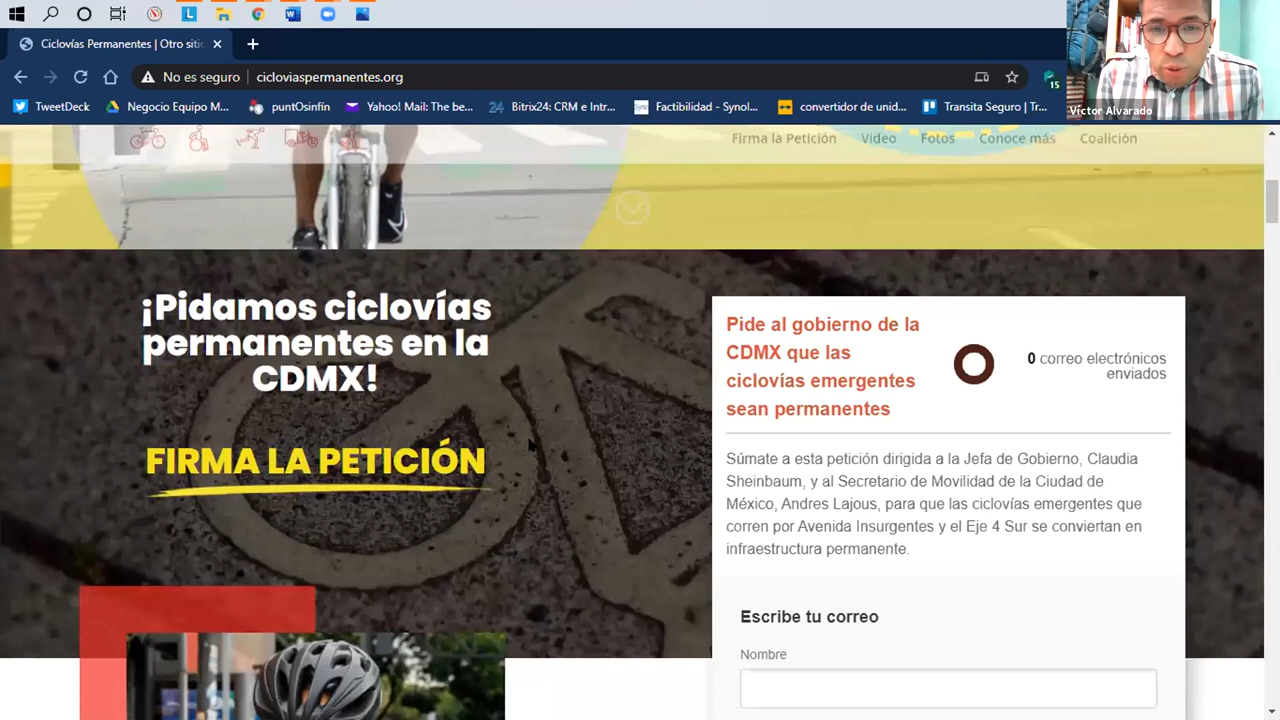 Ciclovías Permanentes | Otro sitio
No es seguro
cicloviaspermanentes.org
15
TweetDeck
Negocio Equipo M...
puntOsinfín
Yahoo! Mail: The be...
Bitrix24: CRM e Intr...
Factibilidad - Synol...
convertidor de unid...
Transita Seguro | Tr...
Víctor Alvarado
Firma la Petición
Video
Fotos
Conoce más
Coalición
¡Pidamos ciclovías
permanentes en la
CDMX!
FIRMA LA PETICIÓN
Pide al gobierno de la
CDMX que las
ciclovías emergentes
sean permanentes
0 correo electrónicos
enviados
Súmate a esta petición dirigida a la Jefa de Gobierno, Claudia
Sheinbaum, y al Secretario de Movilidad de la Ciudad de
México, Andres Lajous, para que las ciclovías emergentes que
corren por Avenida Insurgentes y el Eje 4 Sur se conviertan en
infraestructura permanente.
Escribe tu correo
Nombre